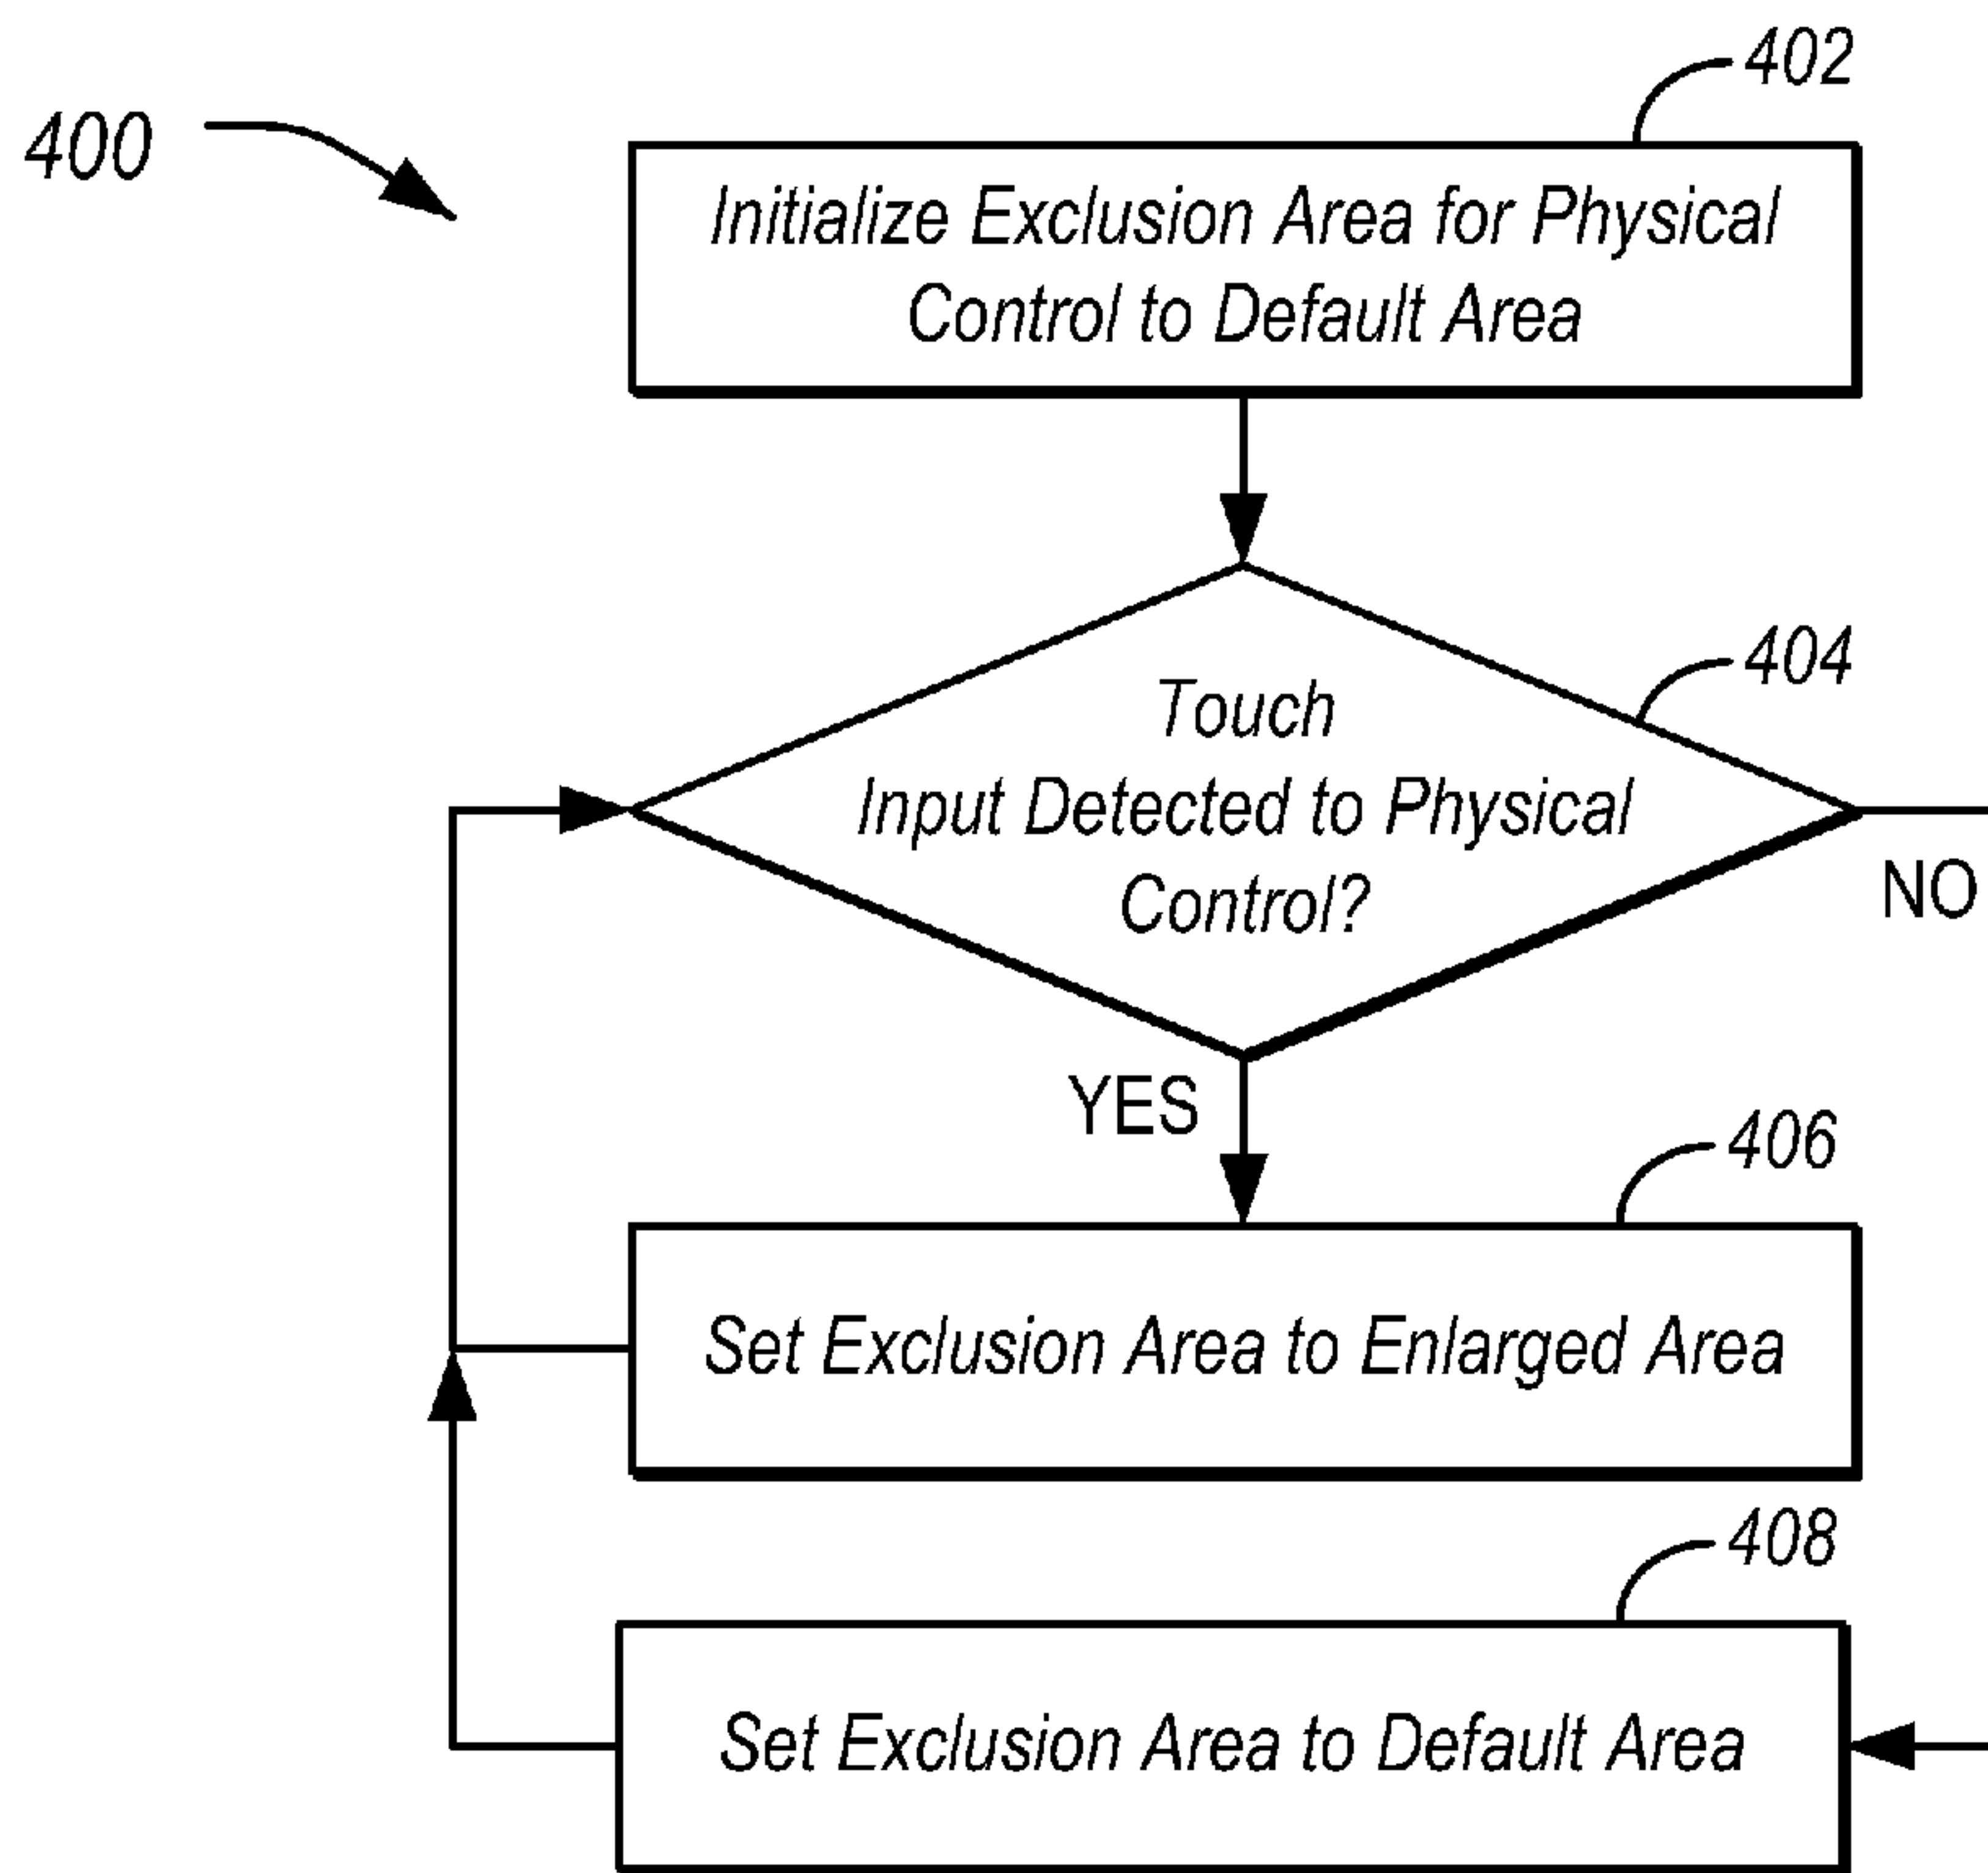 400
402
Initialize Exclusion Area for Physical
Control to Default Area
404
Touch
Input Detected to Physical
Control?
NO
YES
406
Set Exclusion Area to Enlarged Area
408
Set Exclusion Area to Default Area